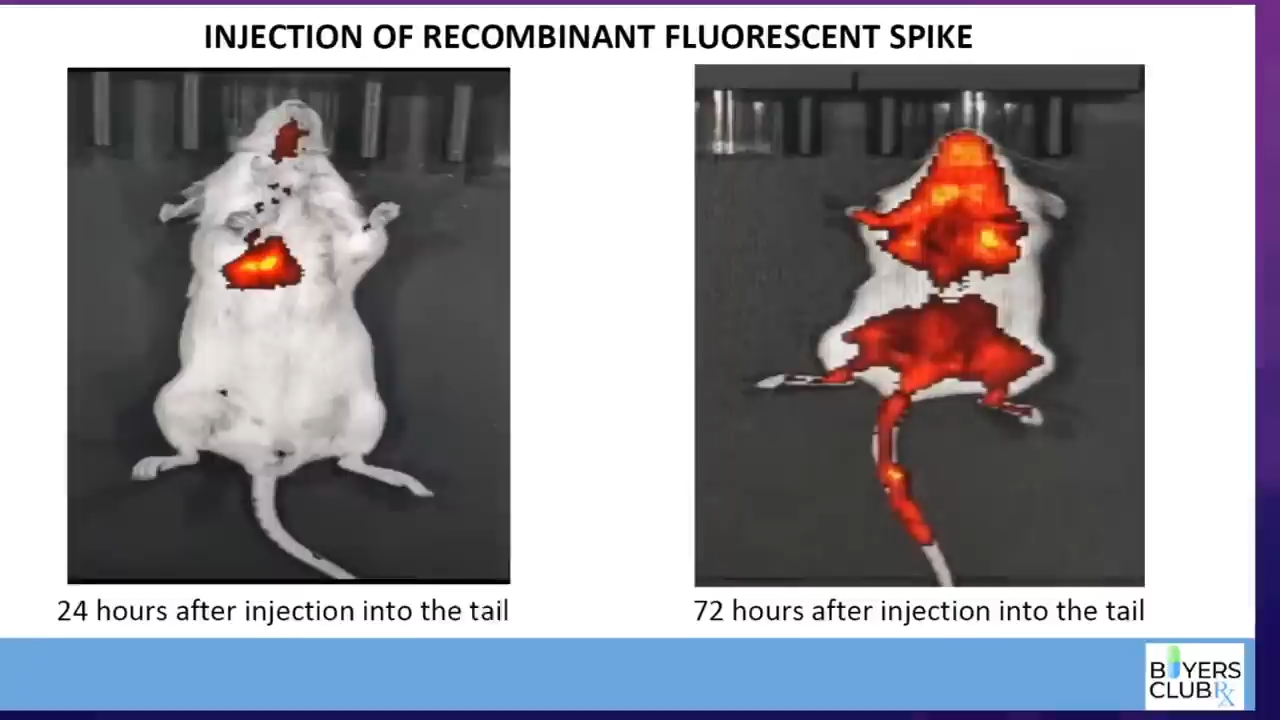 INJECTION OF RECOMBINANT FLUORESCENT SPIKE
24 hours after injection into the tail
72 hours after injection into the tail
BUYERS
CLUB Rx